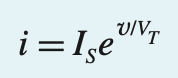 i = I_S e^{v/V_T}